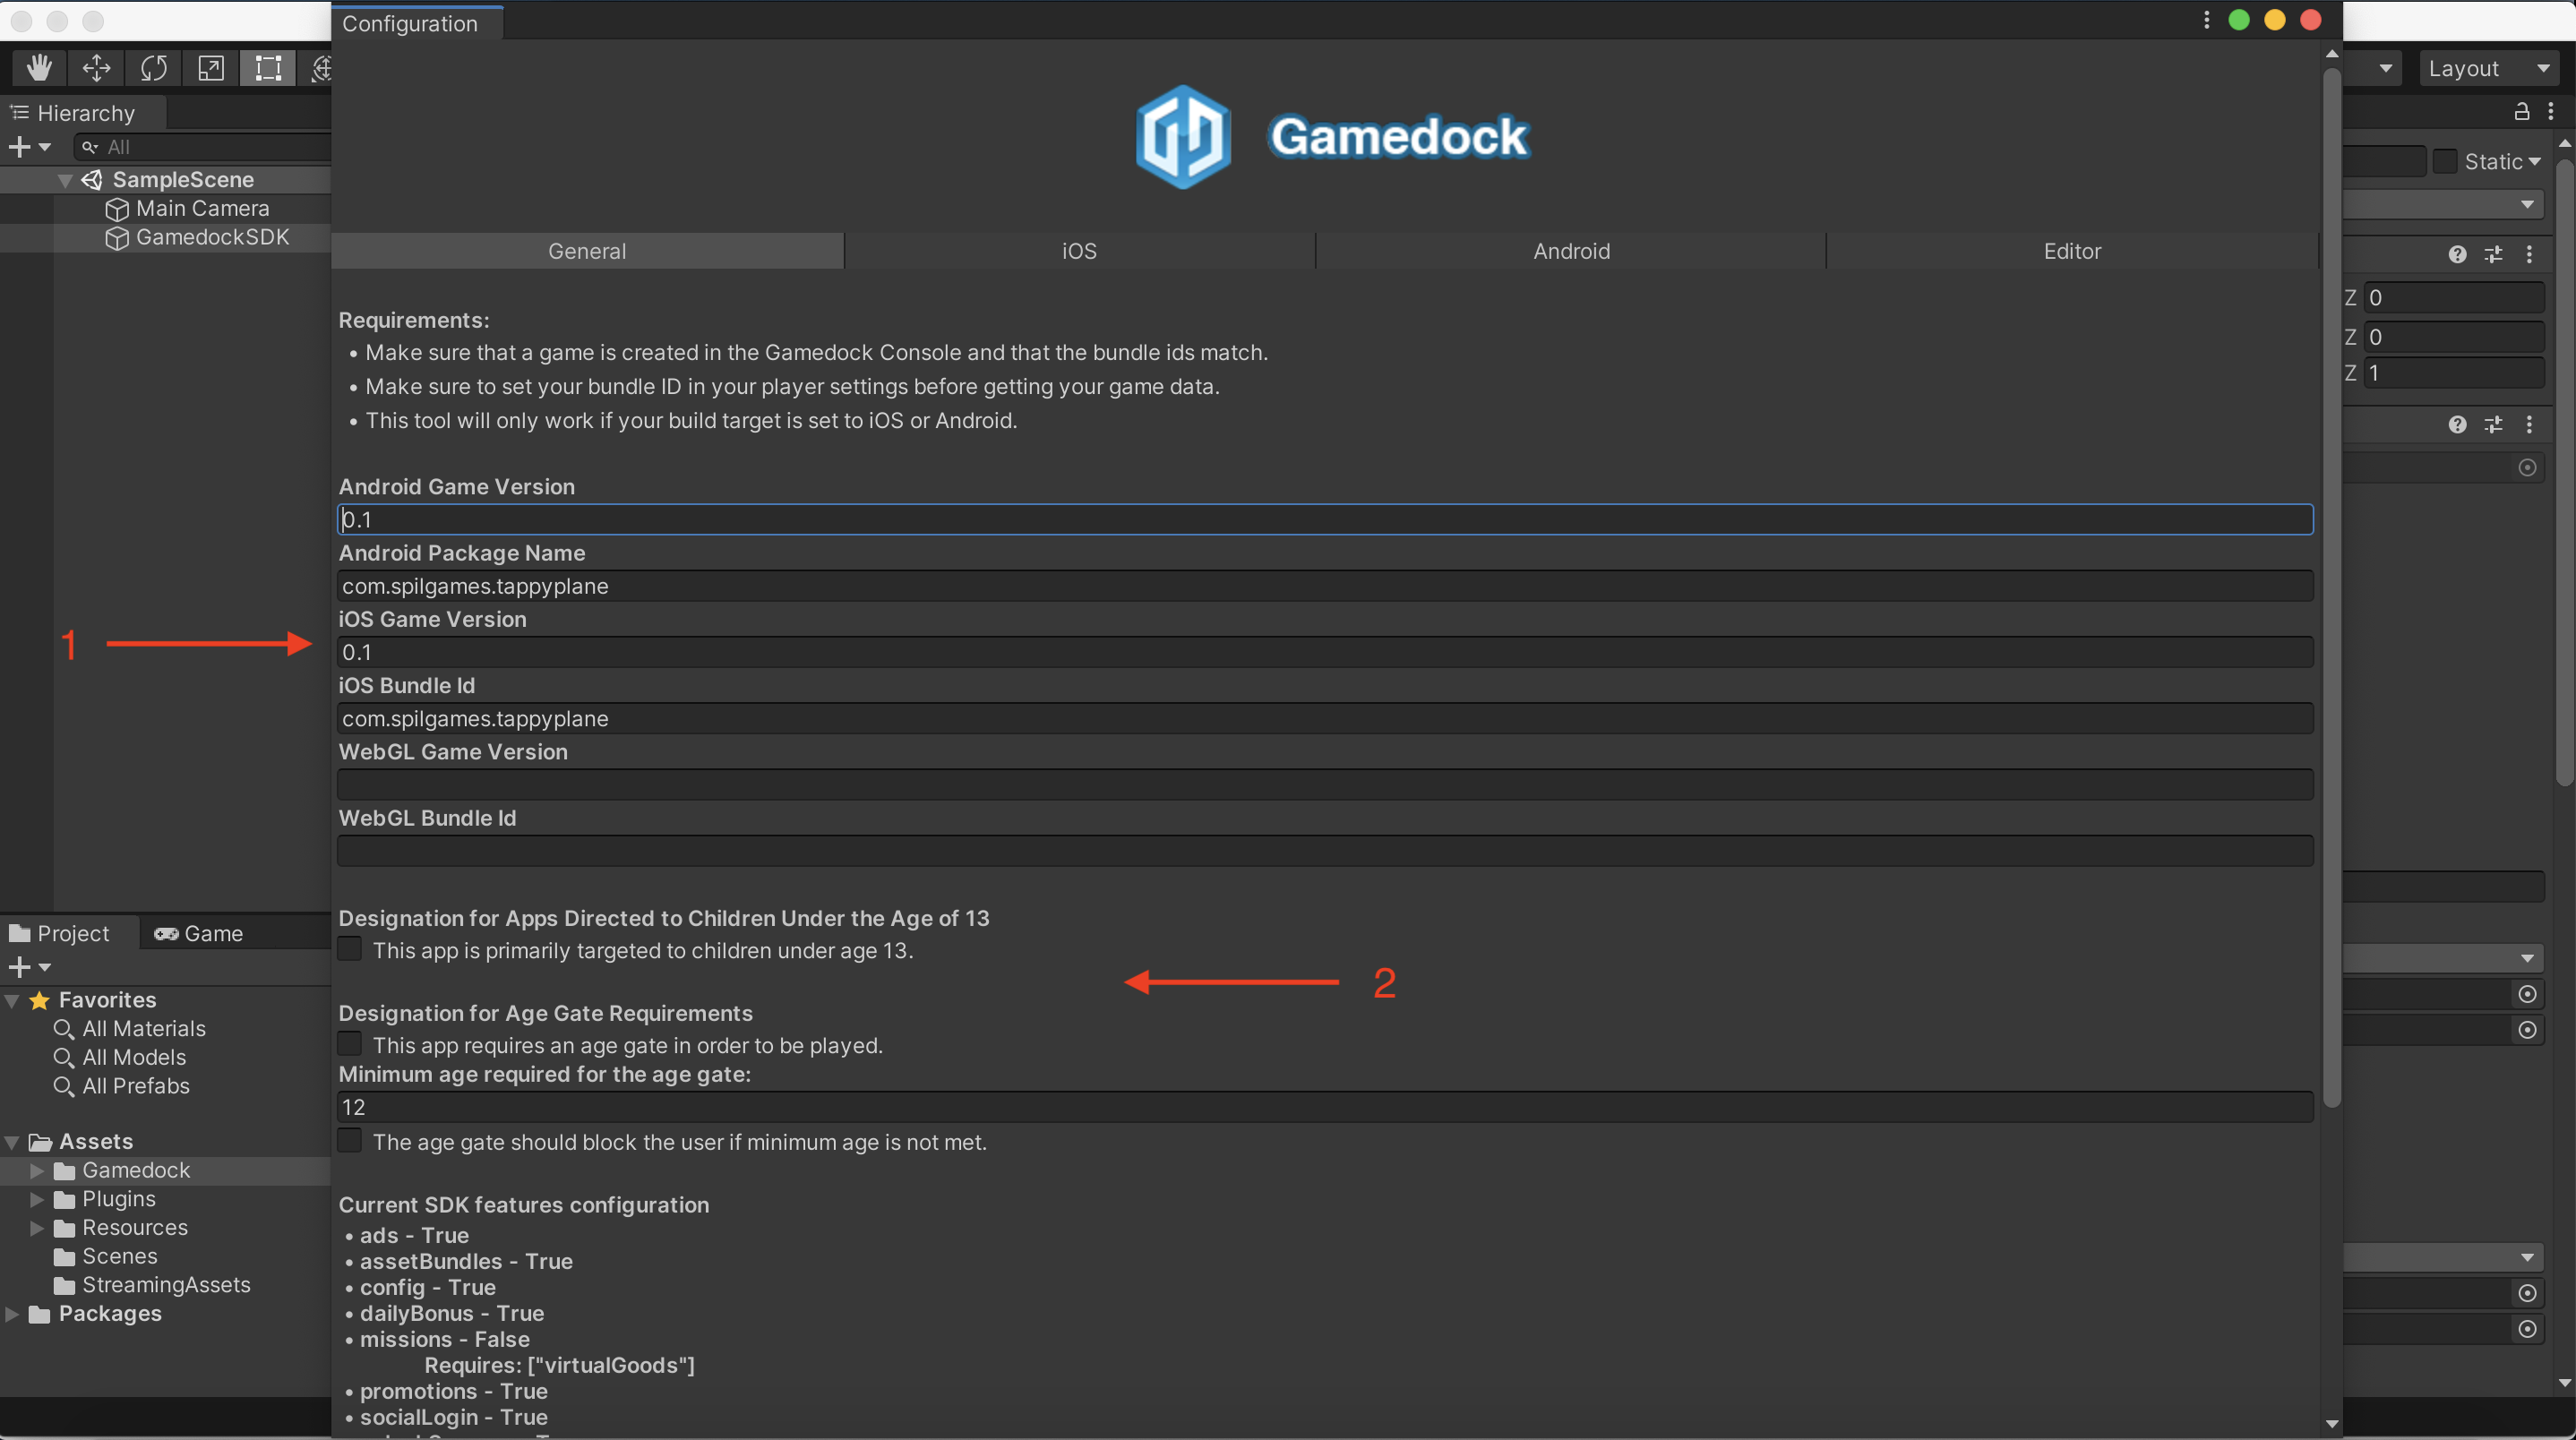 Configuration
Layout
Hierarchy
All
Static
SampleScene
Main Camera
GamedockSDK
Gamedock
General
iOS
Android
Editor
Z 0
Z 0
Z 1
Requirements:
• Make sure that a game is created in the Gamedock Console and that the bundle ids match.
• Make sure to set your bundle ID in your player settings before getting your game data.
• This tool will only work if your build target is set to iOS or Android.
Android Game Version
0.1
Android Package Name
com.spilgames.tappyplane
iOS Game Version
1
0.1
iOS Bundle Id
com.spilgames.tappyplane
WebGL Game Version
WebGL Bundle Id
Designation for Apps Directed to Children Under the Age of 13
This app is primarily targeted to children under age 13.
2
Designation for Age Gate Requirements
This app requires an age gate in order to be played.
Minimum age required for the age gate:
12
The age gate should block the user if minimum age is not met.
Current SDK features configuration
• ads - True
• assetBundles - True
• config - True
• dailyBonus - True
• missions - False
Requires: ["virtualGoods"]
• promotions - True
• socialLogin - True
Project
Game
Favorites
All Materials
All Models
All Prefabs
Assets
Gamedock
Plugins
Resources
Scenes
StreamingAssets
Packages